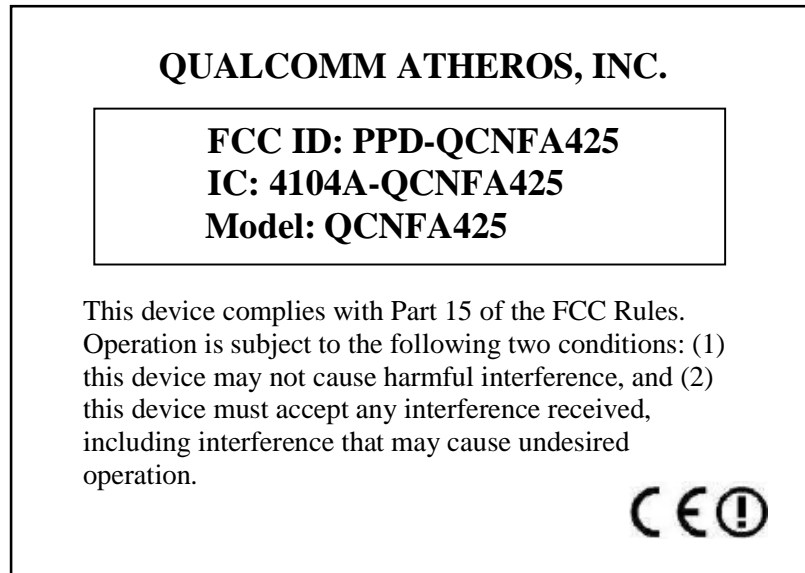 QUALCOMM ATHEROS, INC.
FCC ID: PPD-QCNFA425
IC: 4104A-QCNFA425
Model: QCNFA425
This device complies with Part 15 of the FCC Rules.
Operation is subject to the following two conditions: (1)
this device may not cause harmful interference, and (2)
this device must accept any interference received,
including interference that may cause undesired
operation.
CE!